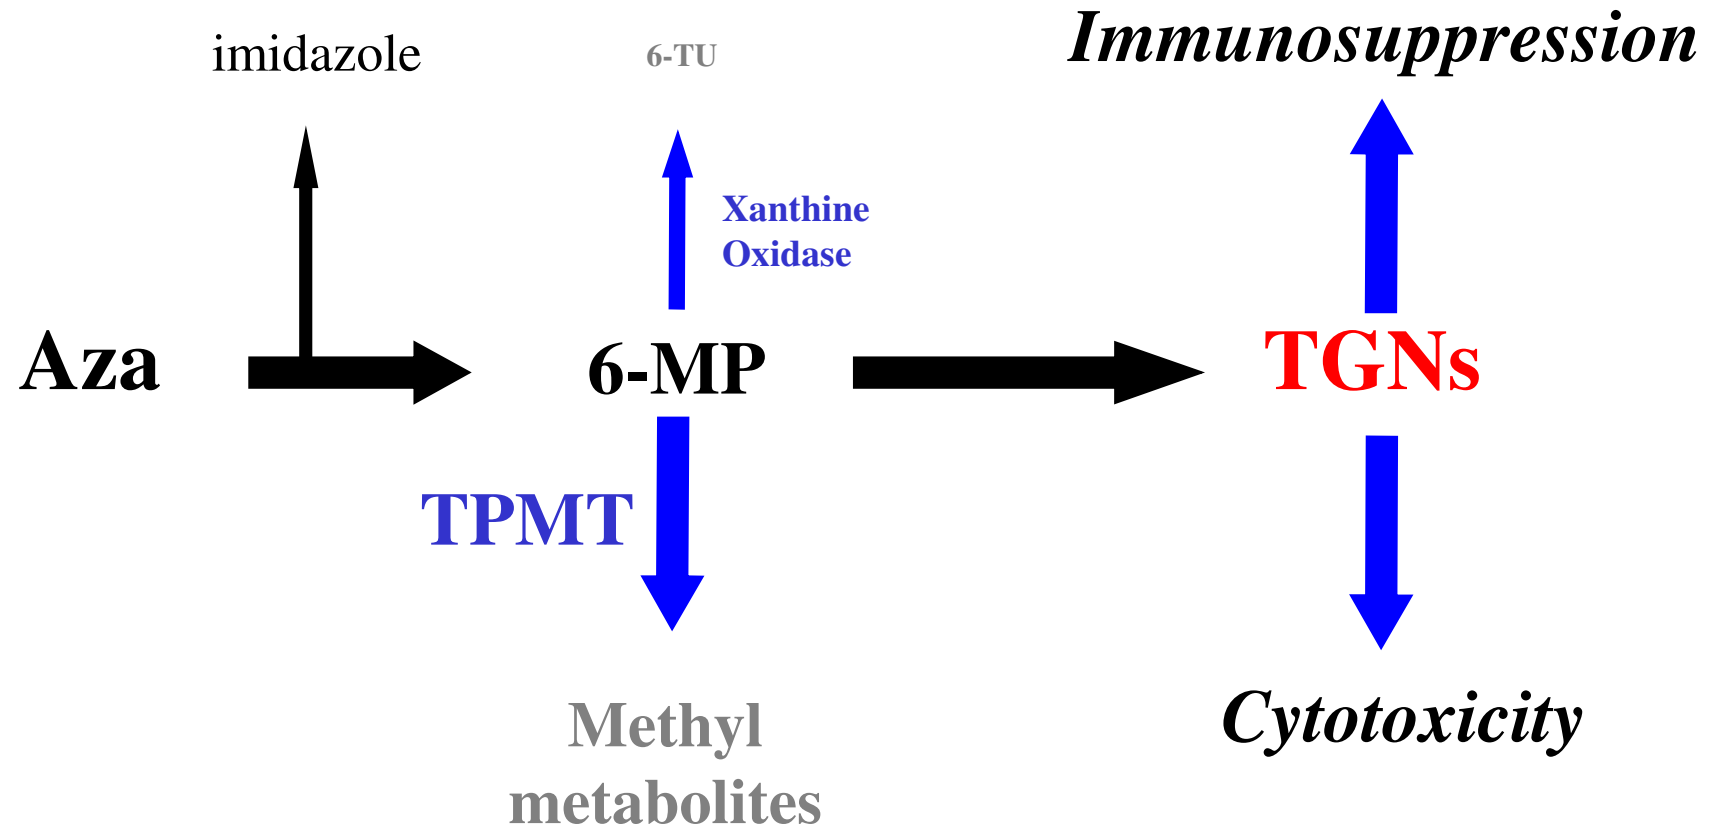 imidazole
6-TU
Immunosuppression
Xanthine
Oxidase
Aza
6-MP
TGNs
TPMT
Methyl
metabolites
Cytotoxicity